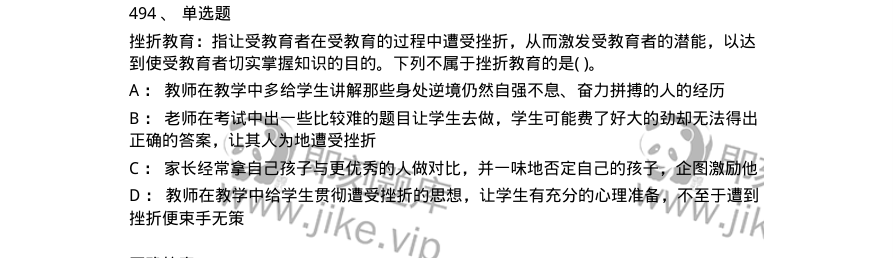 494 、 单选题
挫折教育：指让受教育者在受教育的过程中遭受挫折，从而激发受教育者的潜能，以达
到使受教育者切实掌握知识的目的。下列不属于挫折教育的是( )。
A ： 教师在教学中多给学生讲解那些身处逆境仍然自强不息、奋力拼搏的人的经历
B ： 老师在考试中出一些比较难的题目让学生去做，学生可能费了好大的劲却无法得出
正确的答案，让其人为地遭受挫折
C ： 家长经常拿自己孩子与更优秀的人做对比，并一味地否定自己的孩子，企图激励他
D ： 教师在教学中给学生贯彻遭受挫折的思想，让学生有充分的心理准备，不至于遭到
挫折便束手无策
即刻题库
www.jike.vip
即刻
www.jik